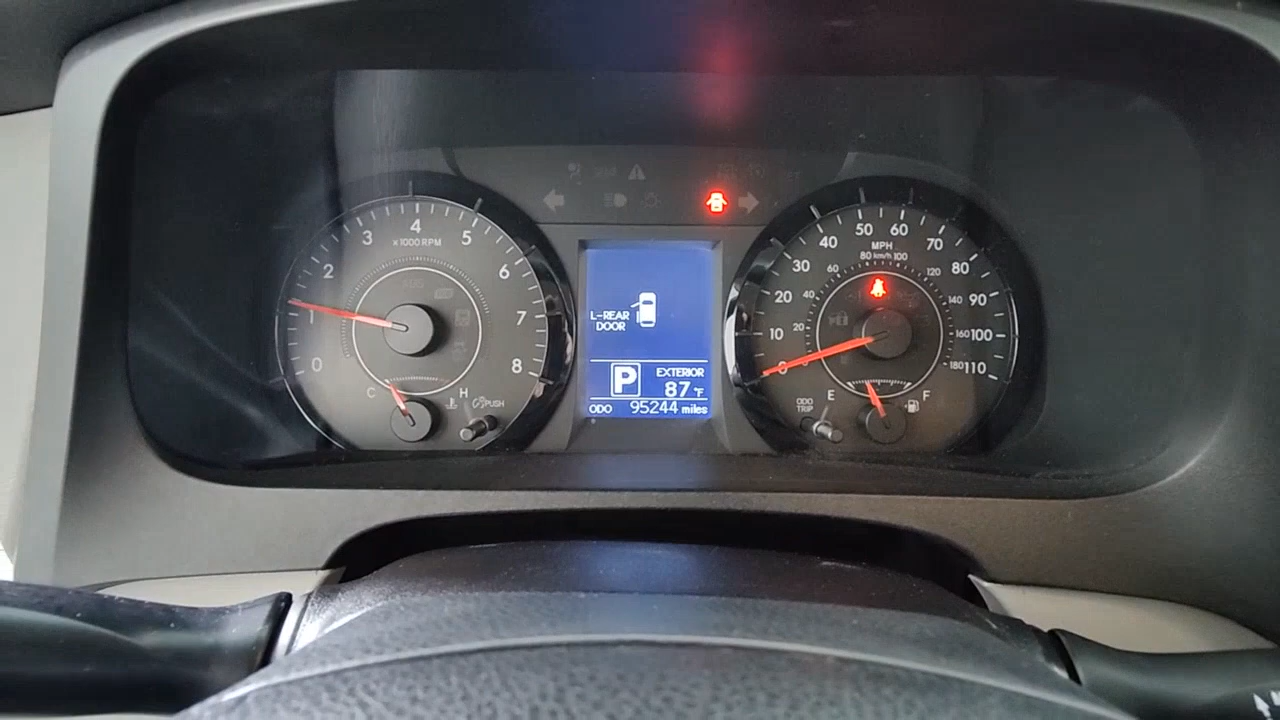 0
1
2
3
4
5
6
7
8
x1000 RPM
C
H
PUSH
L-REAR
DOOR
P
EXTERIOR
87°F
ODO 95244 miles
0
10
20
30
40
50
60
70
80
90
100
110
MPH
80 km/h 100
20
40
60
120
140
160
180
ODO
TRIP
E
F